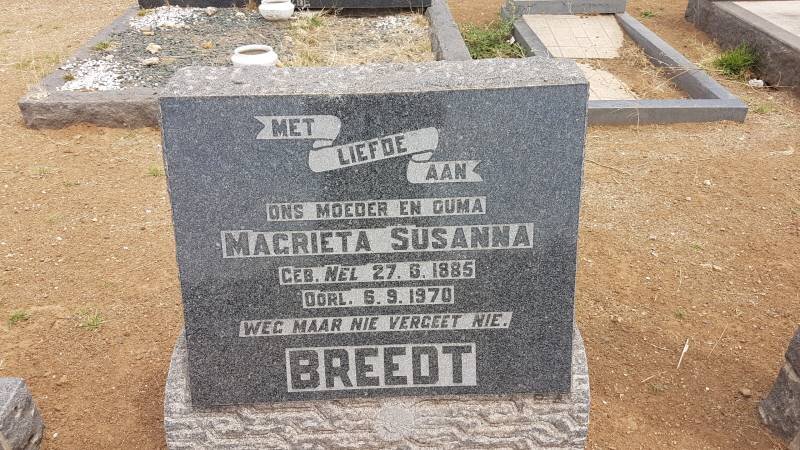 MET
LIEFDE
AAN
ONS MOEDER EN OUMA
MAGRIETA SUSANNA
GEB. NEL 27.6.1885
OORL. 6.9.1970
WEG MAAR NIE VERGEET NIE.
BREEDT